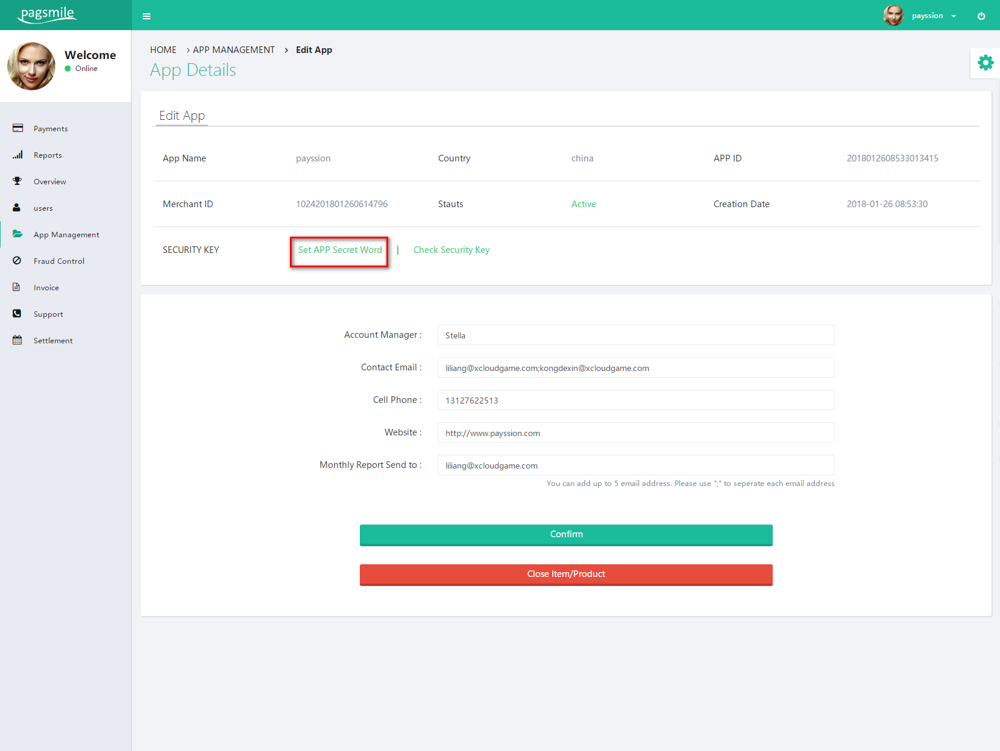 pagsmile
payssion
Welcome
Online
Payments
Reports
Overview
users
App Management
Fraud Control
Invoice
Support
Settlement
HOME > APP MANAGEMENT > Edit App
App Details
Edit App
App Name payssion Country china APP ID 2018012608533013415
Merchant ID 1024201801260614796 Stauts Active Creation Date 2018-01-26 08:53:30
SECURITY KEY Set APP Secret Word | Check Security Key
Account Manager : Stella
Contact Email : liliang@xcloudgame.com;kongdexin@xcloudgame.com
Cell Phone : 13127622513
Website : http://www.payssion.com
Monthly Report Send to : liliang@xcloudgame.com
You can add up to 5 email address. Please use ";" to seperate each email address
Confirm
Close Item/Product